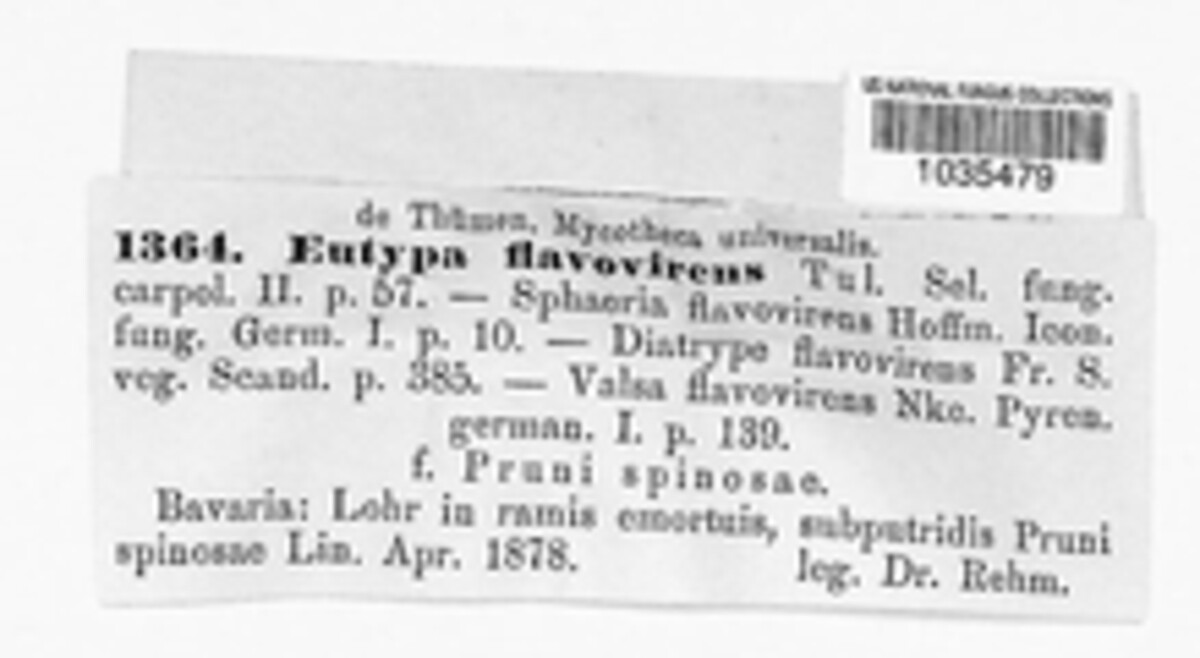 US NATIONAL FUNGUS COLLECTIONS
1035479
de Thümen, Mycotheca universalis.
1364. Eutypa flavovirens Tul. Sel. fung.
carpol. II. p. 57. — Sphaeria flavovirens Hoffm. Icon.
fung. Germ. I. p. 10. — Diatrype flavovirens Fr. S.
veg. Scand. p. 385. — Valsa flavovirens Nke. Pyren.
german. I. p. 139.
f. Pruni spinosae.
Bavaria: Lohr in ramis emortuis, subputridis Pruni
spinosae Lin. Apr. 1878. leg. Dr. Rehm.